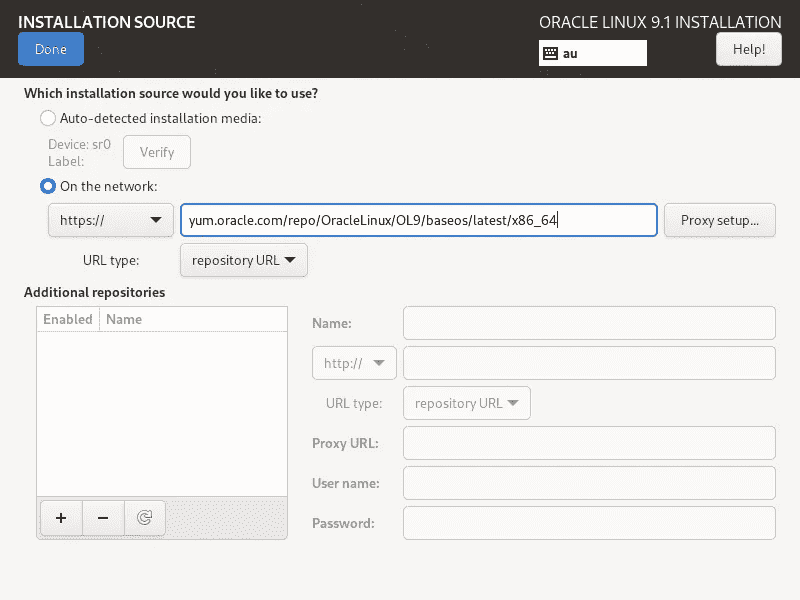 INSTALLATION SOURCE
ORACLE LINUX 9.1 INSTALLATION
Done
au
Help!
Which installation source would you like to use?
Auto-detected installation media:
Device: sr0
Label:
Verify
On the network:
https://
yum.oracle.com/repo/OracleLinux/OL9/baseos/latest/x86_64
Proxy setup...
URL type:
repository URL
Additional repositories
Enabled Name
Name:
http://
URL type:
repository URL
Proxy URL:
User name:
Password: